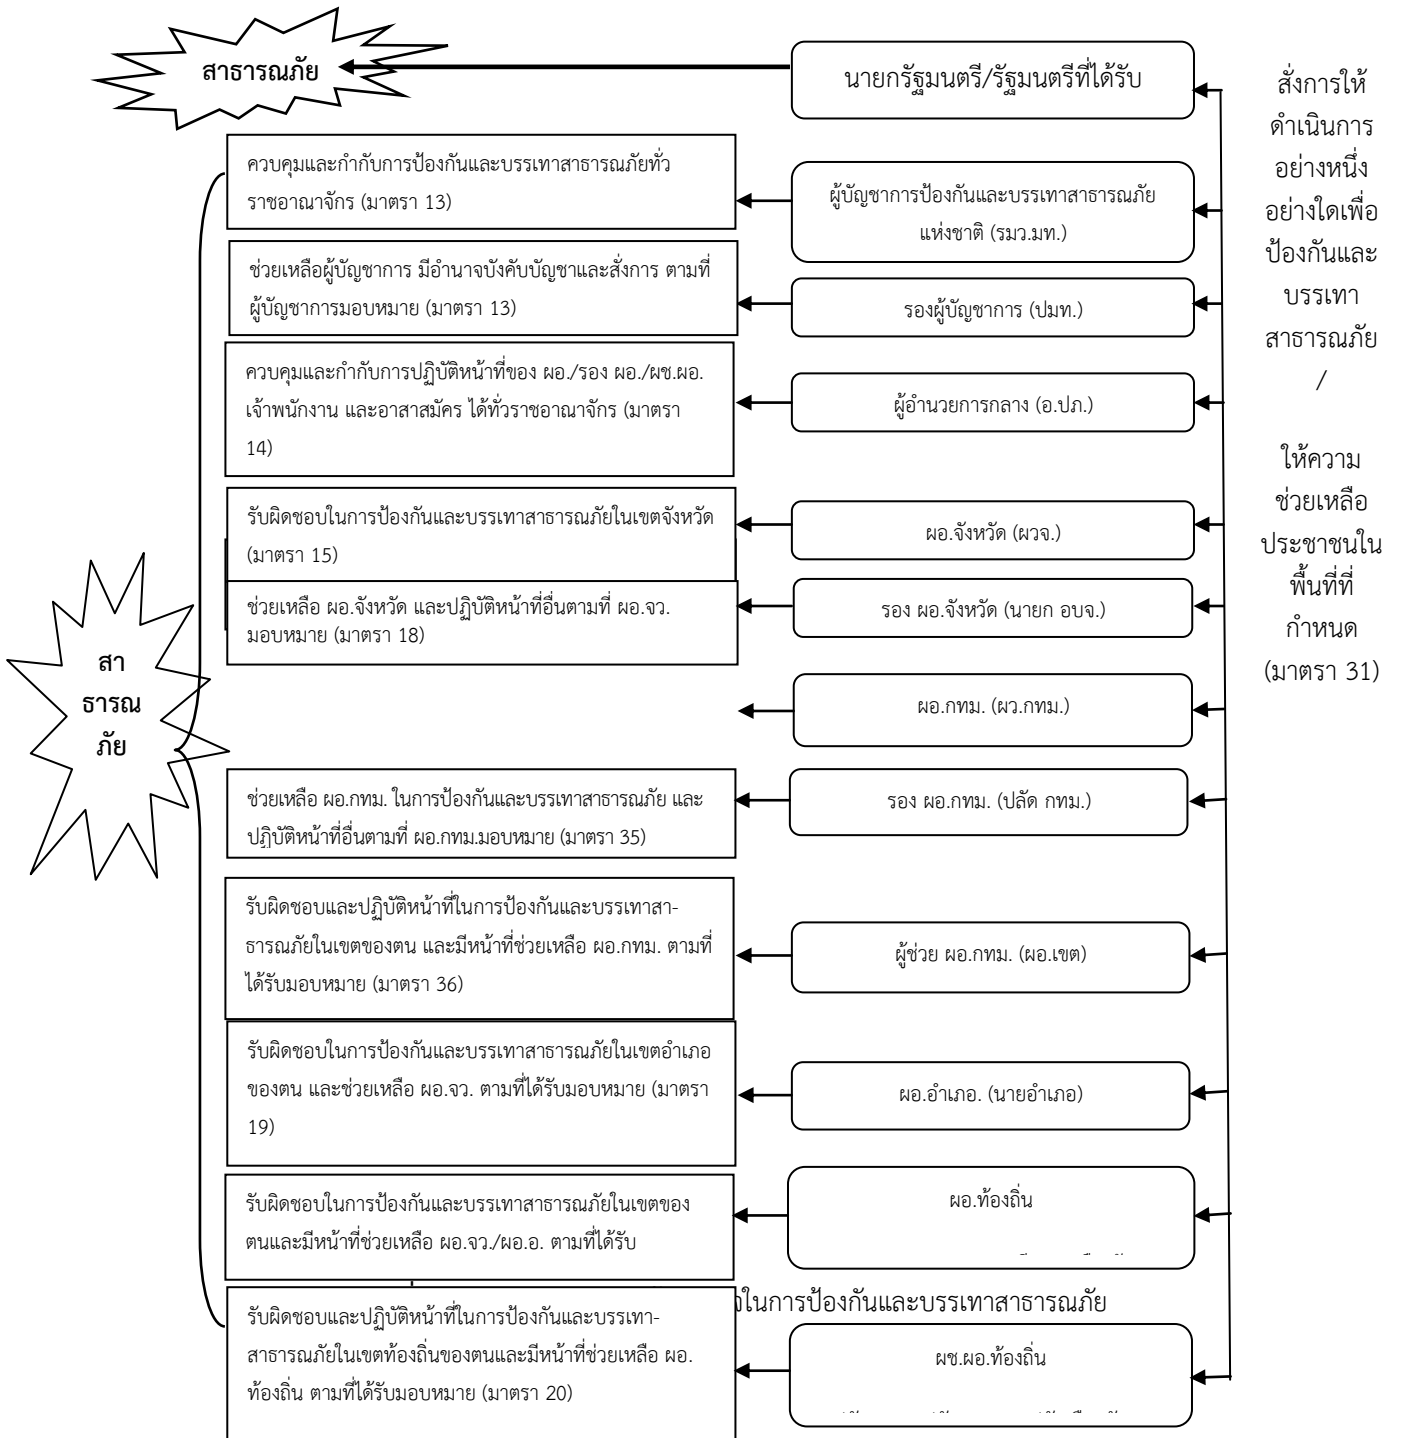 สาธารณภัย
นายกรัฐมนตรี/รัฐมนตรีที่ได้รับ
สั่งการให้
ดำเนินการ
อย่างหนึ่ง
อย่างใดเพื่อ
ป้องกันและ
บรรเทา
สาธารณภัย
/
ให้ความ
ช่วยเหลือ
ประชาชนใน
พื้นที่ที่
กำหนด
(มาตรา 31)
ควบคุมและกำกับการป้องกันและบรรเทาสาธารณภัยทั่ว
ราชอาณาจักร (มาตรา 13)
ผู้บัญชาการป้องกันและบรรเทาสาธารณภัย
แห่งชาติ (รมว.มท.)
ช่วยเหลือผู้บัญชาการ มีอำนาจบังคับบัญชาและสั่งการ ตามที่
ผู้บัญชาการมอบหมาย (มาตรา 13)
รองผู้บัญชาการ (ปมท.)
ควบคุมและกำกับการปฏิบัติหน้าที่ของ ผอ./รอง ผอ./ผช.ผอ.
เจ้าพนักงาน และอาสาสมัคร ได้ทั่วราชอาณาจักร (มาตรา
14)
ผู้อำนวยการกลาง (อ.ปภ.)
รับผิดชอบในการป้องกันและบรรเทาสาธารณภัยในเขตจังหวัด
(มาตรา 15)
ผอ.จังหวัด (ผวจ.)
ช่วยเหลือ ผอ.จังหวัด และปฏิบัติหน้าที่อื่นตามที่ ผอ.จว.
มอบหมาย (มาตรา 18)
รอง ผอ.จังหวัด (นายก อบจ.)
สา
ธารณ
ภัย
ผอ.กทม. (ผว.กทม.)
ช่วยเหลือ ผอ.กทม. ในการป้องกันและบรรเทาสาธารณภัย และ
ปฏิบัติหน้าที่อื่นตามที่ ผอ.กทม.มอบหมาย (มาตรา 35)
รอง ผอ.กทม. (ปลัด กทม.)
รับผิดชอบและปฏิบัติหน้าที่ในการป้องกันและบรรเทาสา-
ธารณภัยในเขตของตน และมีหน้าที่ช่วยเหลือ ผอ.กทม. ตามที่
ได้รับมอบหมาย (มาตรา 36)
ผู้ช่วย ผอ.กทม. (ผอ.เขต)
รับผิดชอบในการป้องกันและบรรเทาสาธารณภัยในเขตอำเภอ
ของตน และช่วยเหลือ ผอ.จว. ตามที่ได้รับมอบหมาย (มาตรา
19)
ผอ.อำเภอ. (นายอำเภอ)
รับผิดชอบในการป้องกันและบรรเทาสาธารณภัยในเขตของ
ตนและมีหน้าที่ช่วยเหลือ ผอ.จว./ผอ.อ. ตามที่ได้รับ
ผอ.ท้องถิ่น
ในการป้องกันและบรรเทาสาธารณภัย
รับผิดชอบและปฏิบัติหน้าที่ในการป้องกันและบรรเทา-
สาธารณภัยในเขตท้องถิ่นของตนและมีหน้าที่ช่วยเหลือ ผอ.
ท้องถิ่น ตามที่ได้รับมอบหมาย (มาตรา 20)
ผช.ผอ.ท้องถิ่น